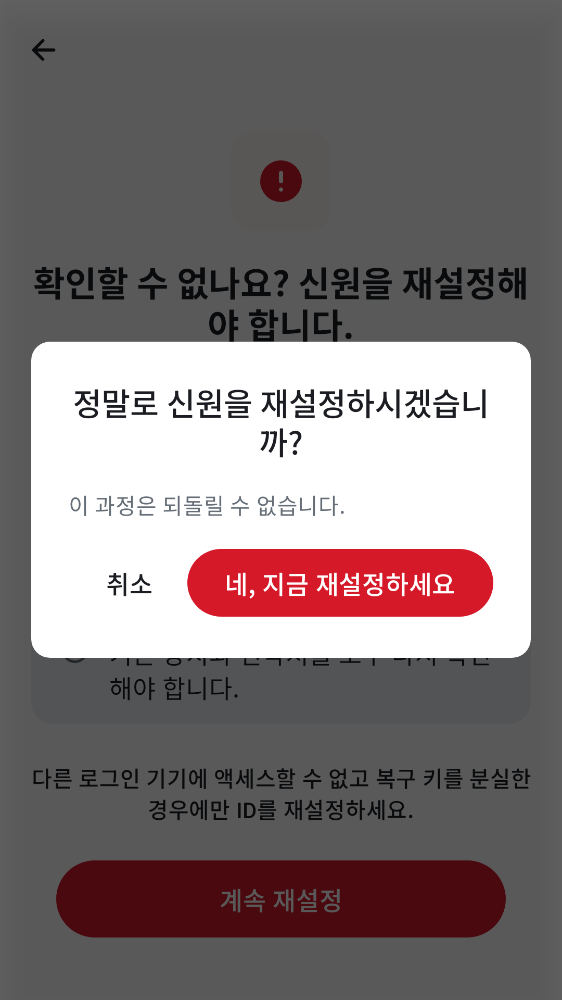 확인할 수 없나요? 신원을 재설정해
야 합니다.
정말로 신원을 재설정하시겠습니
까?
이 과정은 되돌릴 수 없습니다.
취소
네, 지금 재설정하세요
해야 합니다.
다른 로그인 기기에 액세스할 수 없고 복구 키를 분실한
경우에만 ID를 재설정하세요.
계속 재설정